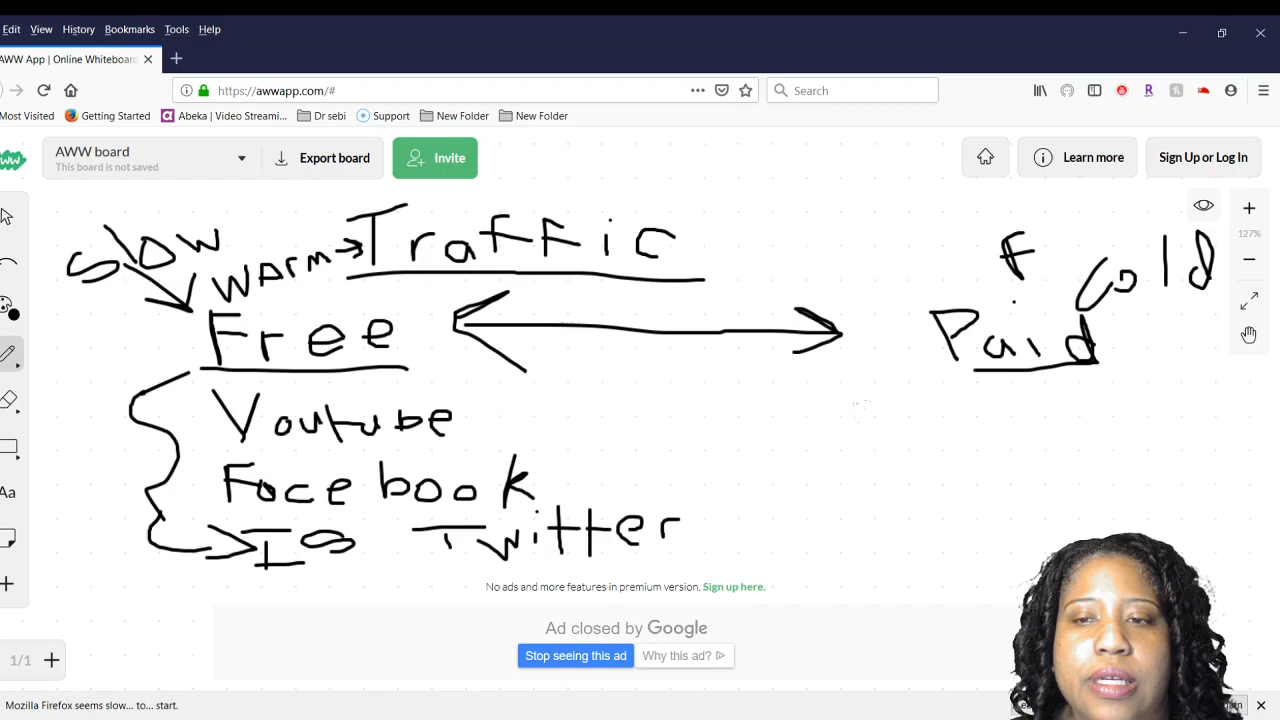 Edit View History Bookmarks Tools Help
AWW App | Online Whiteboard
https://awwapp.com/#
Search
Most Visited Getting Started Abeka | Video Streami... Dr sebi Support New Folder New Folder
AWW board
This board is not saved
Export board
Invite
Learn more
Sign Up or Log In
127%
Slow
Warm
Traffic
f
Cold
Free
Paid
Youtube
Facebook
IG Twitter
Aa
No ads and more features in premium version. Sign up here.
Ad closed by Google
Stop seeing this ad
Why this ad?
1/1
Mozilla Firefox seems slow... to... start.